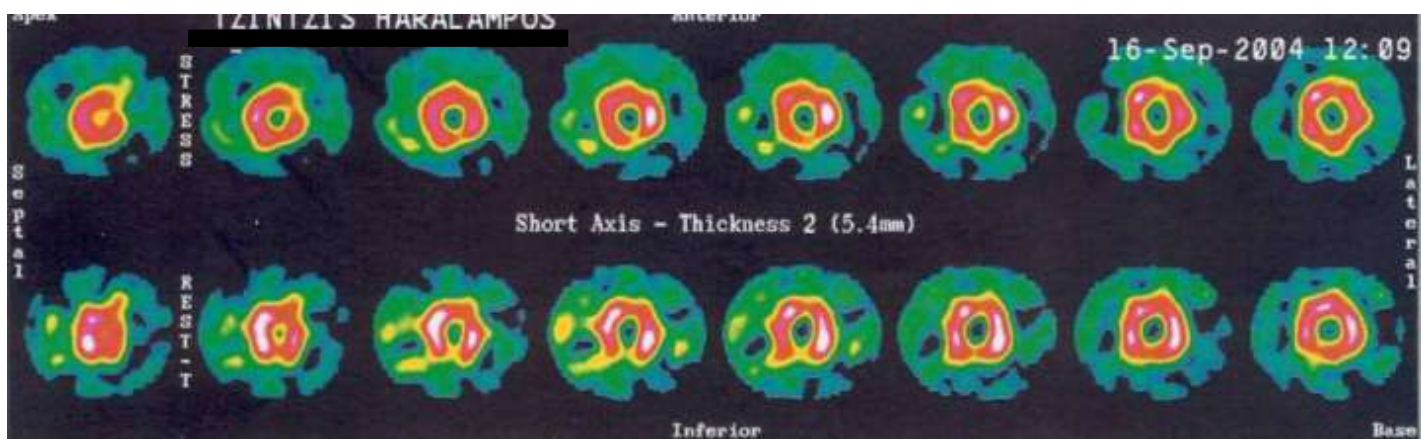 Apex
TZINTZIS HARALAMPOS
Anterior
16-Sep-2004 12:09
STRESS
Septal
Lateral
Short Axis - Thickness 2 (5.4mm)
REST-T
Inferior
Base